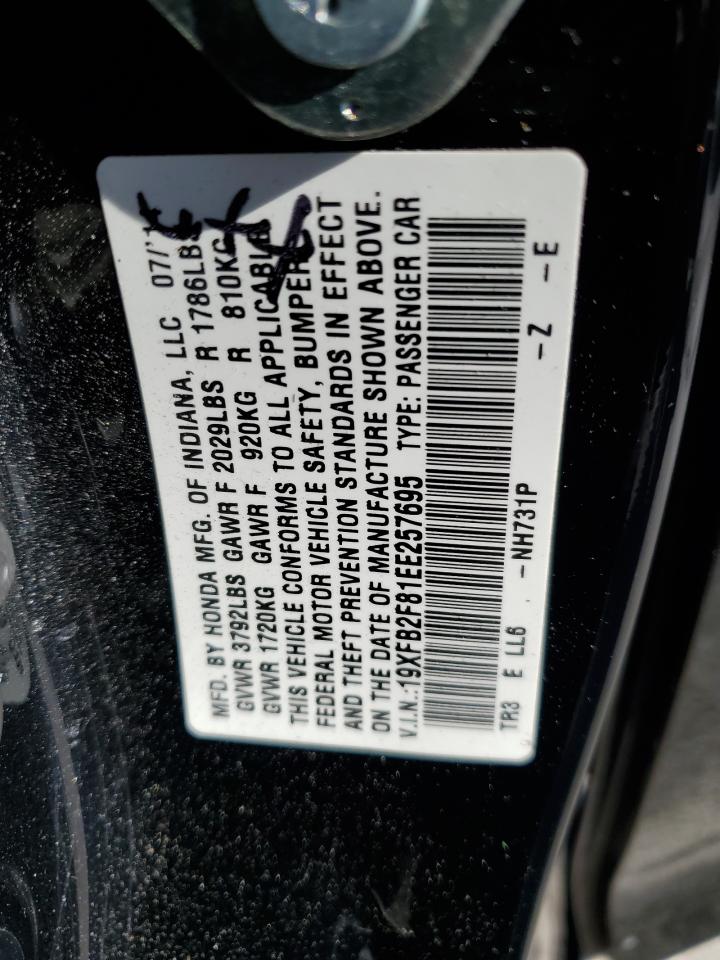 MFD. BY HONDA MFG. OF INDIANA, LLC 07/'1
GVWR 3792LBS GAWR F 2029LBS R 1786LBS
GVWR 1720KG GAWR F 920KG R 810KG
THIS VEHICLE CONFORMS TO ALL APPLICABLE
FEDERAL MOTOR VEHICLE SAFETY, BUMPER
AND THEFT PREVENTION STANDARDS IN EFFECT
ON THE DATE OF MANUFACTURE SHOWN ABOVE.
V.I.N.:19XFB2F81EE257695 TYPE: PASSENGER CAR
TR3 E LL6 -NH731P -Z -E